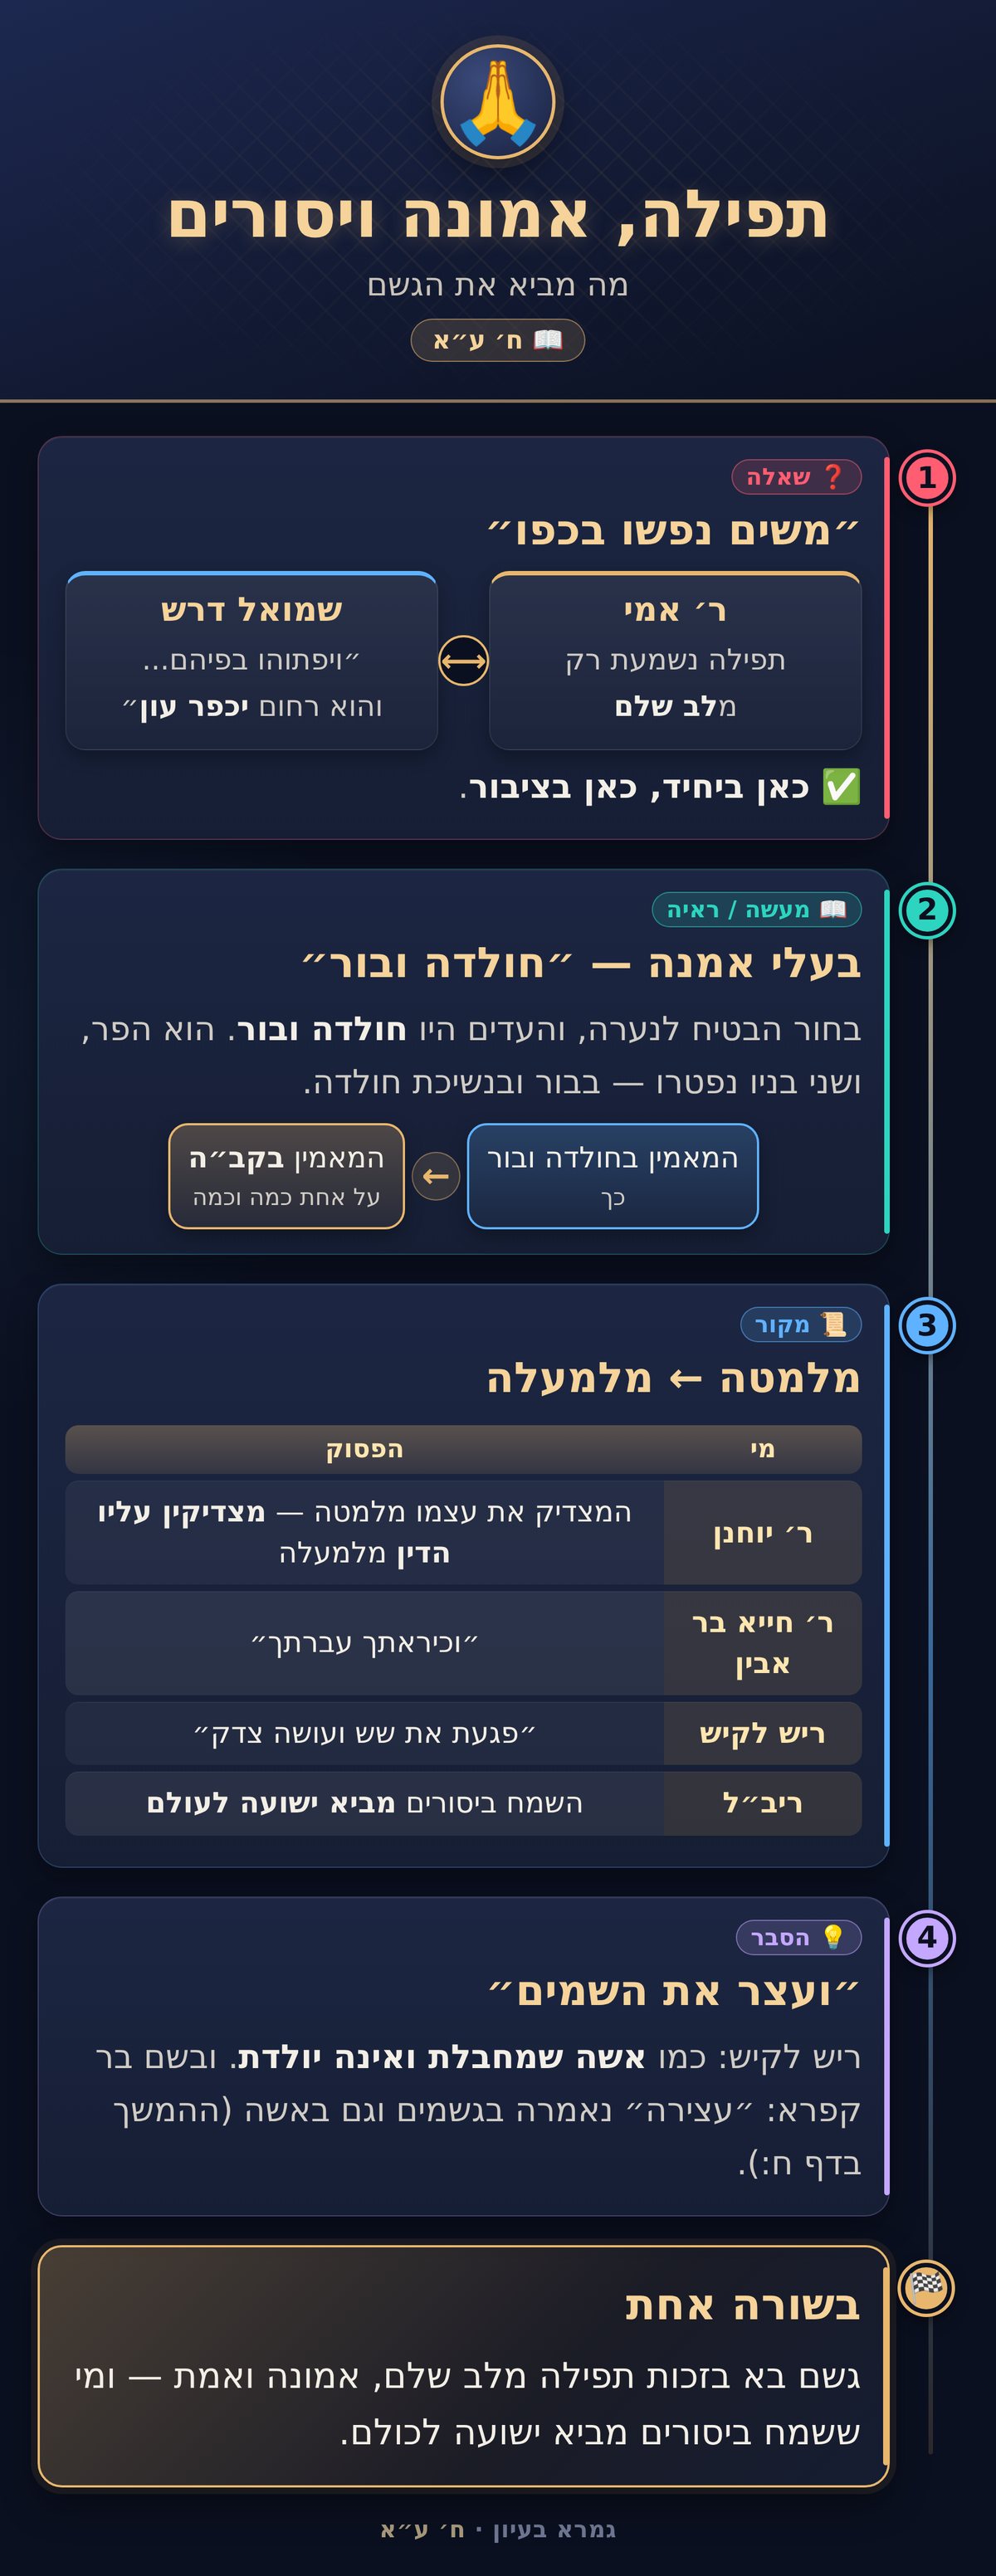 תפילה, אמונה ויסורים
מה מביא את הגשם
📖 ח׳ ע״א
1
❓ שאלה
״משים נפשו בכפו״
ר׳ אמי
תפילה נשמעת רק
מלב שלם
⟷
שמואל דרש
״ויפתוהו בפיהם...
והוא רחום יכפר עון״
✅ כאן ביחיד, כאן בציבור.
2
📖 מעשה / ראיה
בעלי אמנה — ״חולדה ובור״
בחור הבטיח לנערה, והעדים היו חולדה ובור. הוא הפר,
ושני בניו נפטרו — בבור ובנשיכת חולדה.
המאמין בחולדה ובור
כך
←
המאמין בקב״ה
על אחת כמה וכמה
3
📜 מקור
מלמטה ← מלמעלה
מי
הפסוק
ר׳ יוחנן
המצדיק את עצמו מלמטה — מצדיקין עליו
הדין מלמעלה
ר׳ חייא בר
אבין
״וכיראתך עברתך״
ריש לקיש
״פגעת את שש ועושה צדק״
ריב״ל
השמח ביסורים מביא ישועה לעולם
4
💡 הסבר
״ועצר את השמים״
ריש לקיש: כמו אשה שמחבלת ואינה יולדת. ובשם בר
קפרא: ״עצירה״ נאמרה בגשמים וגם באשה (ההמשך
בדף ח:).
בשורה אחת
גשם בא בזכות תפילה מלב שלם, אמונה ואמת — ומי
ששמח ביסורים מביא ישועה לכולם.
גמרא בעיון · ח׳ ע״א